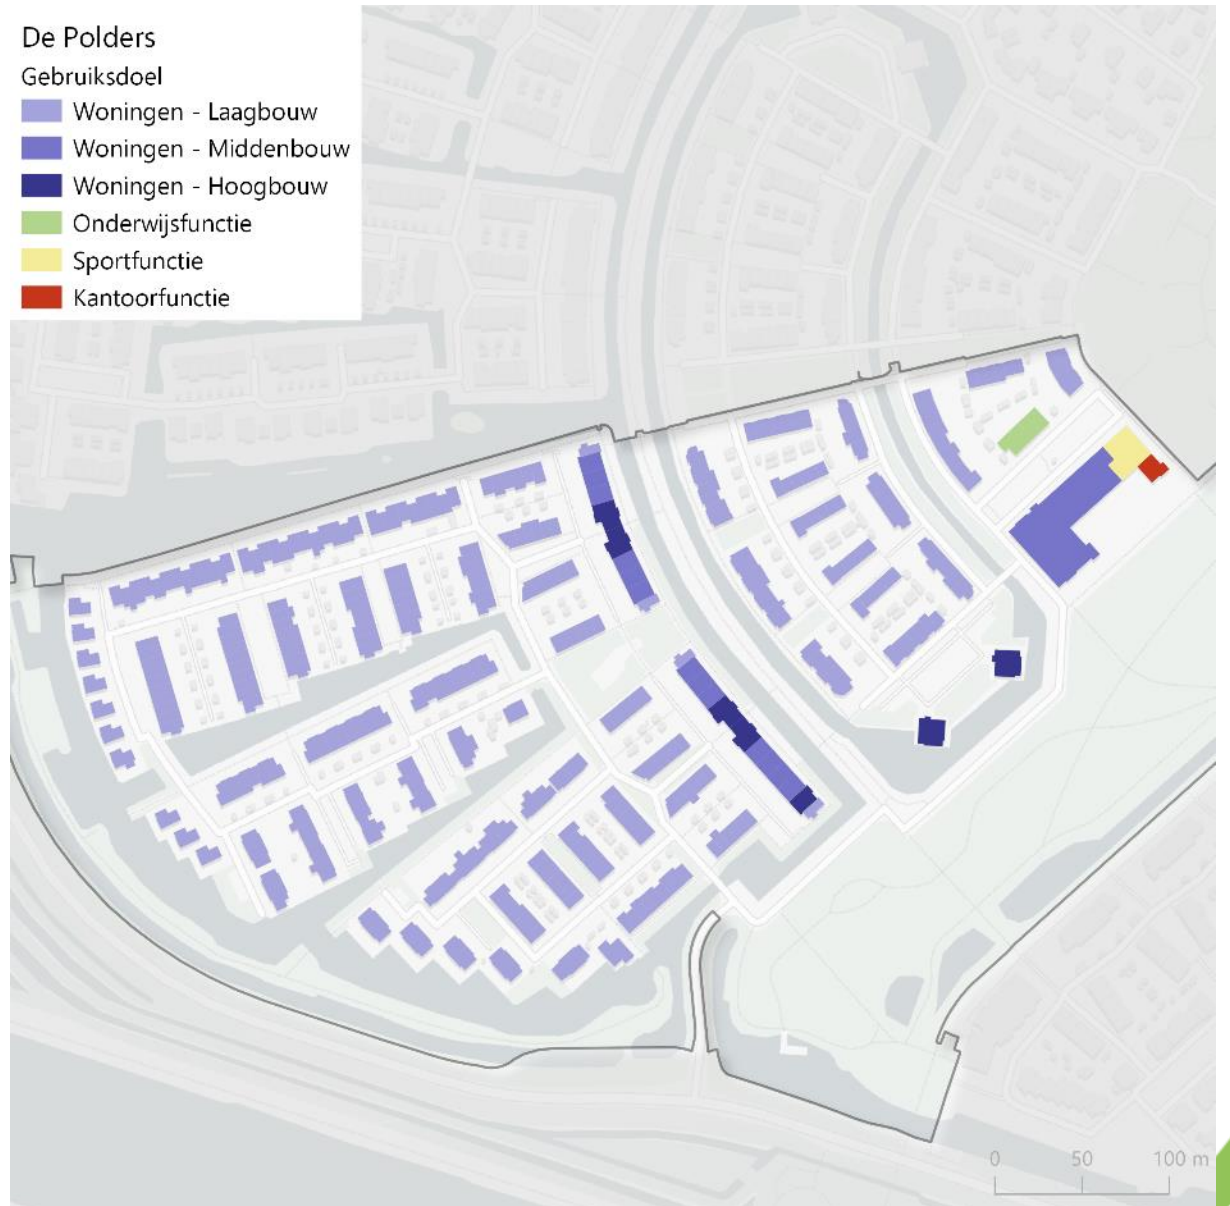 De Polders
Gebruiksdoel
Woningen - Laagbouw
Woningen - Middenbouw
Woningen - Hoogbouw
Onderwijsfunctie
Sportfunctie
Kantoorfunctie
0 50 100 m